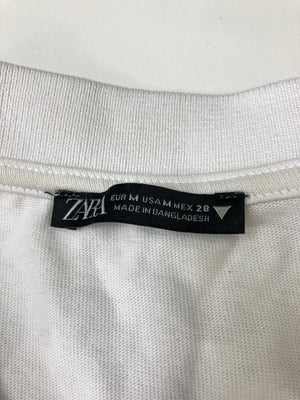 ZARA
EUR M USA M MEX 28
MADE IN BANGLADESH